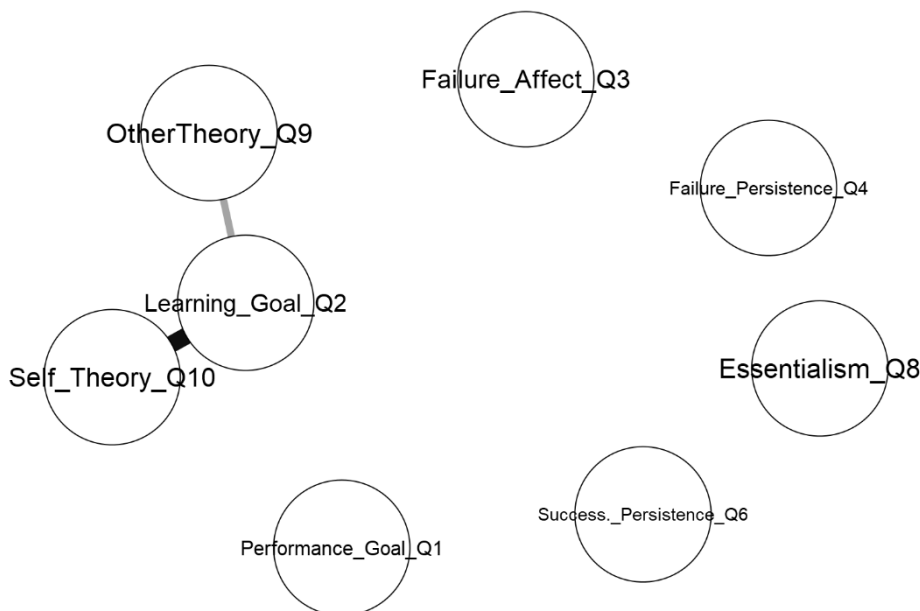 Failure_Affect_Q3
OtherTheory_Q9
Failure_Persistence_Q4
Learning_Goal_Q2
Essentialism_Q8
Self_Theory_Q10
Success._Persistence_Q6
Performance_Goal_Q1